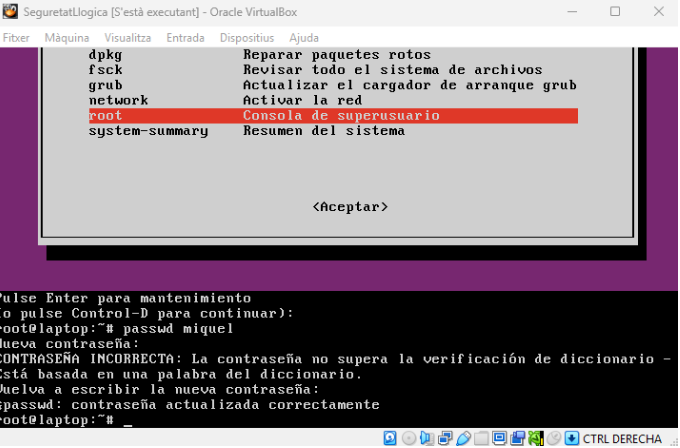 SeguretatLlogica [S'està executant] - Oracle VirtualBox
Fitxer Màquina Visualitza Entrada Dispositius Ajuda
dpkg Reparar paquetes rotos
fsck Revisar todo el sistema de archivos
grub Actualizar el cargador de arranque grub
network Activar la red
root Consola de superusuario
system-summary Resumen del sistema
<Aceptar>
Pulse Enter para mantenimiento
(o pulse Control-D para continuar):
root@laptop:~# passwd miquel
Nueva contraseña:
CONTRASEÑA INCORRECTA: La contraseña no supera la verificación de diccionario -
Está basada en una palabra del diccionario.
Vuelva a escribir la nueva contraseña:
passwd: contraseña actualizada correctamente
root@laptop:~# _
CTRL DERECHA